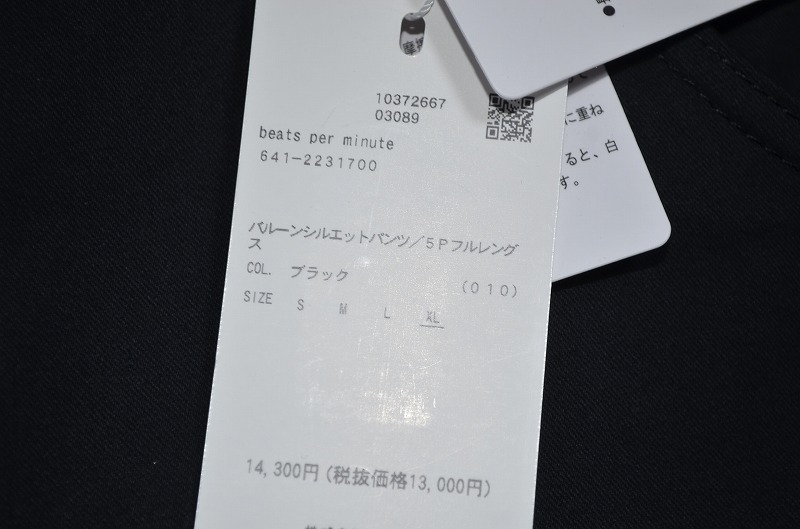 10372667
03089
beats per minute
641-2231700
バルーンシルエットパンツ/5Pフルレング
ス
COL. ブラック (010)
SIZE S M L XL
14,300円(税抜価格13,000円)
に重ね
ると、白
す。